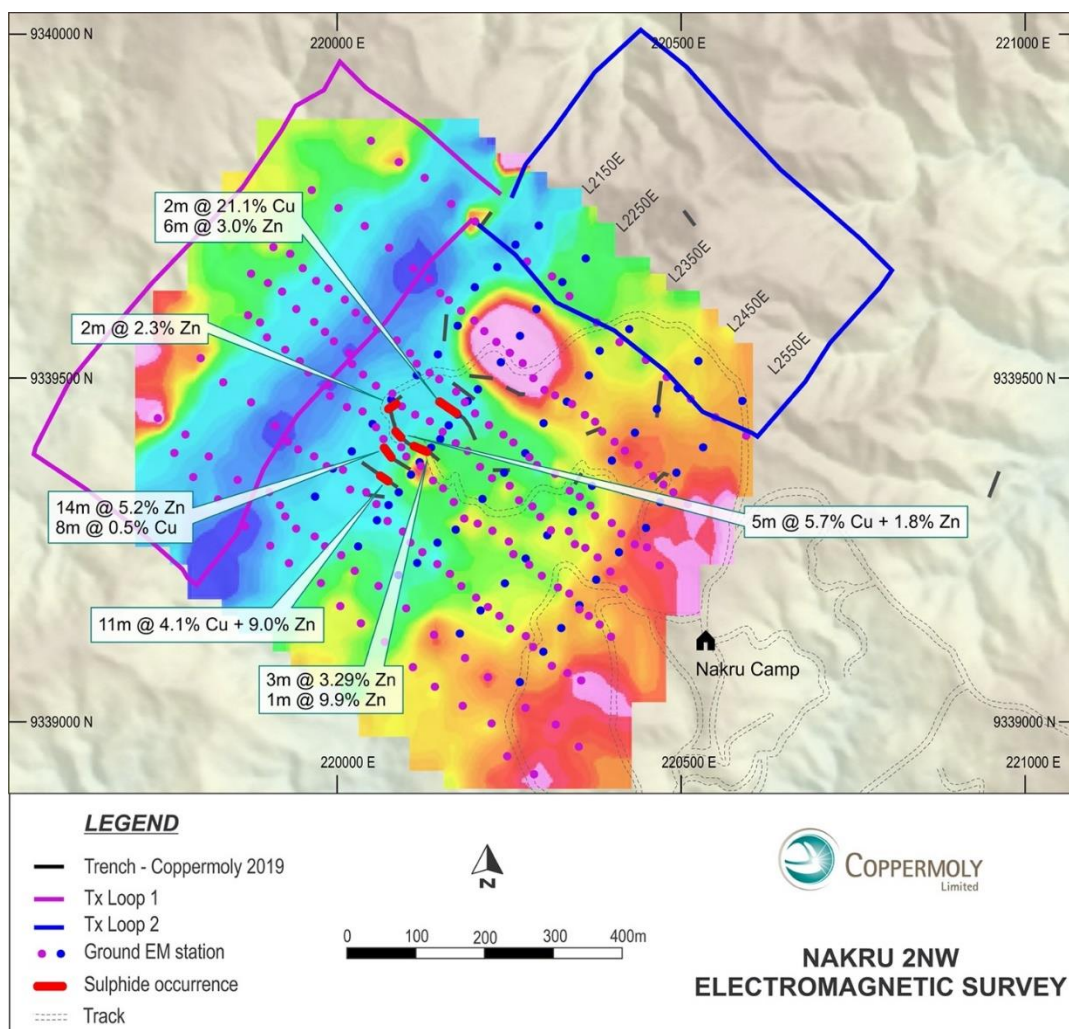 9340000 N
220000 E
220500 E
221000 E
L2150E
L2250E
L2350E
L2450E
L2550E
2m @ 21.1% Cu
6m @ 3.0% Zn
2m @ 2.3% Zn
9339500 N
9339500 N
14m @ 5.2% Zn
8m @ 0.5% Cu
5m @ 5.7% Cu + 1.8% Zn
11m @ 4.1% Cu + 9.0% Zn
3m @ 3.29% Zn
1m @ 9.9% Zn
Nakru Camp
9339000 N
9339000 N
220000 E
220500 E
221000 E
LEGEND
Trench - Coppermoly 2019
Tx Loop 1
Tx Loop 2
Ground EM station
Sulphide occurrence
Track
N
0 100 200 300 400m
COPPERMOLY
Limited
NAKRU 2NW
ELECTROMAGNETIC SURVEY